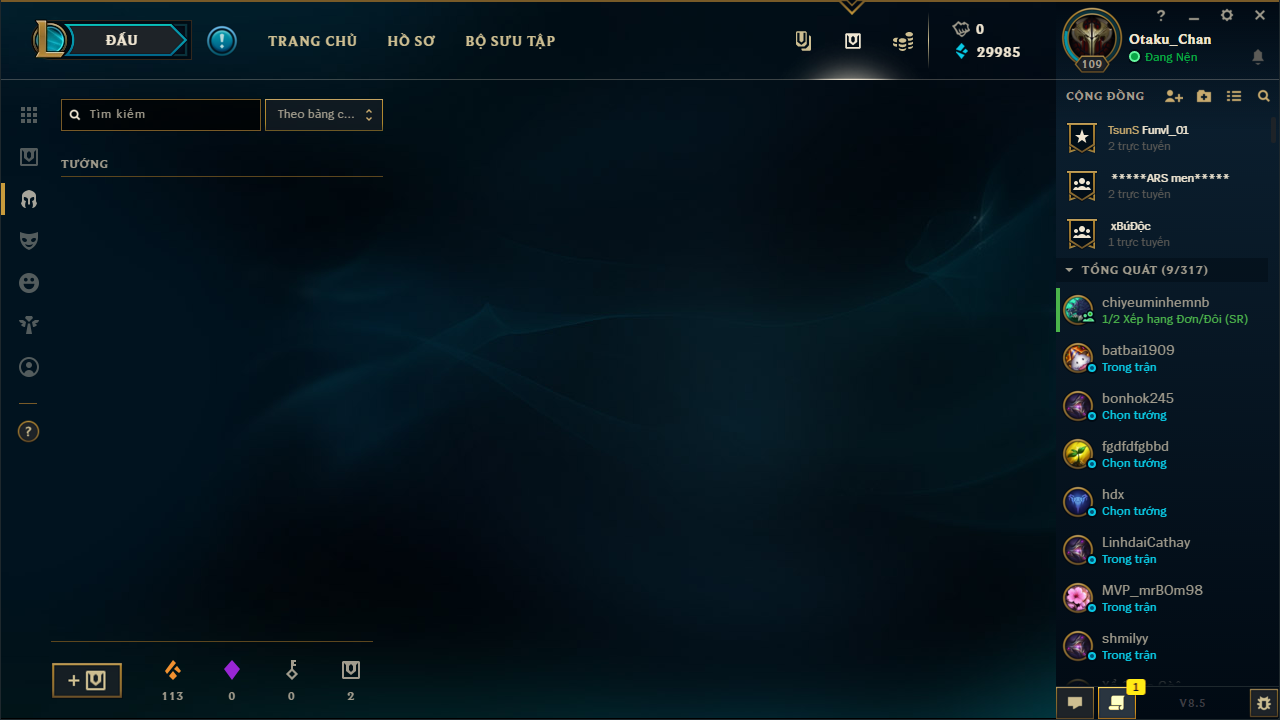 ĐẤU
TRANG CHỦ
HỒ SƠ
BỘ SƯU TẬP
0
29985
?
109
Otaku_Chan
Đang Nện
Tìm kiếm
Theo bảng c...
TƯỚNG
?
113
0
0
2
CỘNG ĐỒNG
TsunS Funvl_01
2 trực tuyến
*****ARS men*****
2 trực tuyến
xBúĐộc
1 trực tuyến
TỔNG QUÁT (9/317)
chiyeuminhemnb
1/2 Xếp hạng Đơn/Đôi (SR)
batbai1909
Trong trận
bonhok245
Chọn tướng
fgdfdfgbbd
Chọn tướng
hdx
Chọn tướng
LinhdaiCathay
Trong trận
MVP_mrBOm98
Trong trận
shmilyy
Trong trận
1
V8.5